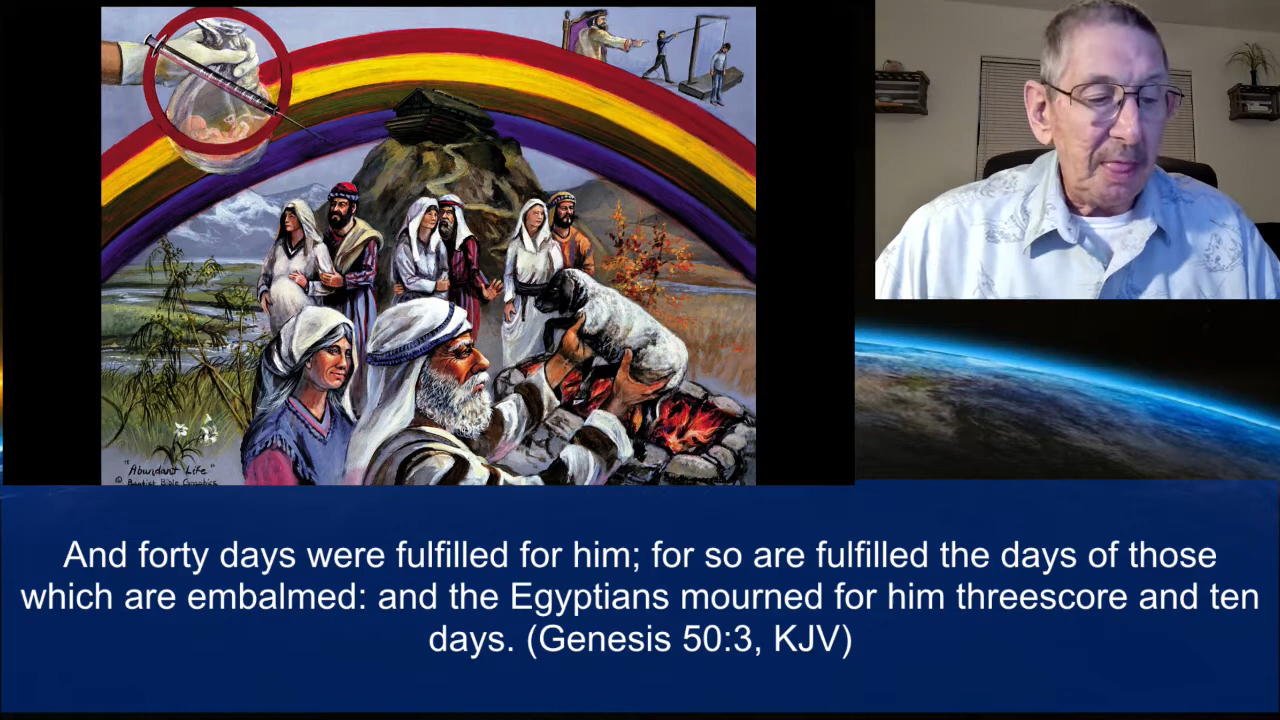 "Abundant Life"
© Baptist Bible Graphics
And forty days were fulfilled for him; for so are fulfilled the days of those
which are embalmed: and the Egyptians mourned for him threescore and ten
days. (Genesis 50:3, KJV)